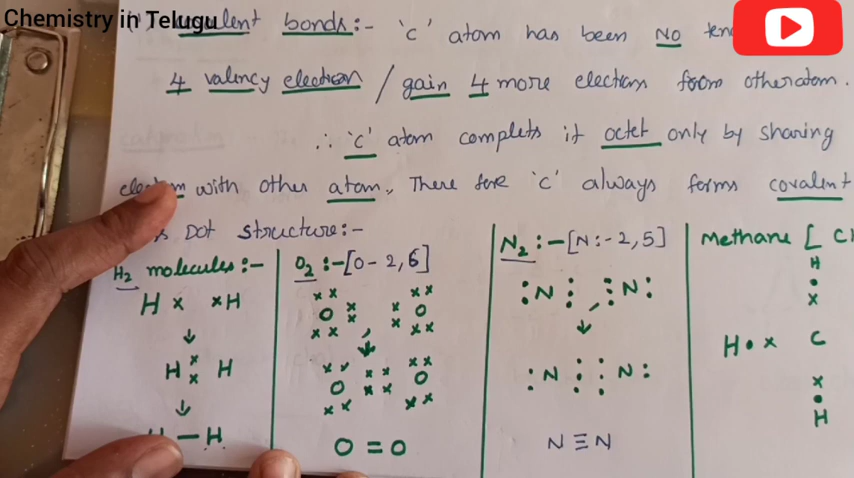 Chemistry in Telugu
covalent bonds:- 'c' atom has been No
4 valency electron / gain 4 more electrons from other atom.
∴ 'c' atom complets it octet only by sharing
with other atom, There fore 'c' always forms covalent
Dot structure:-
H₂ molecules:-
H × ×H
↓
H ×× H
↓
– H
O₂ :-[O- 2, 6]
×× ××
O ×× ×× O
×× ××
↓
×× ××
O ×× ×× O
×× ××
O = O
N₂ :-[N:- 2, 5]
:N ⋮ , ⋮N:
↓
:N ⋮ ⋮ N:
N≡N
Methane [
H
•
×
H•× C
×
•
H